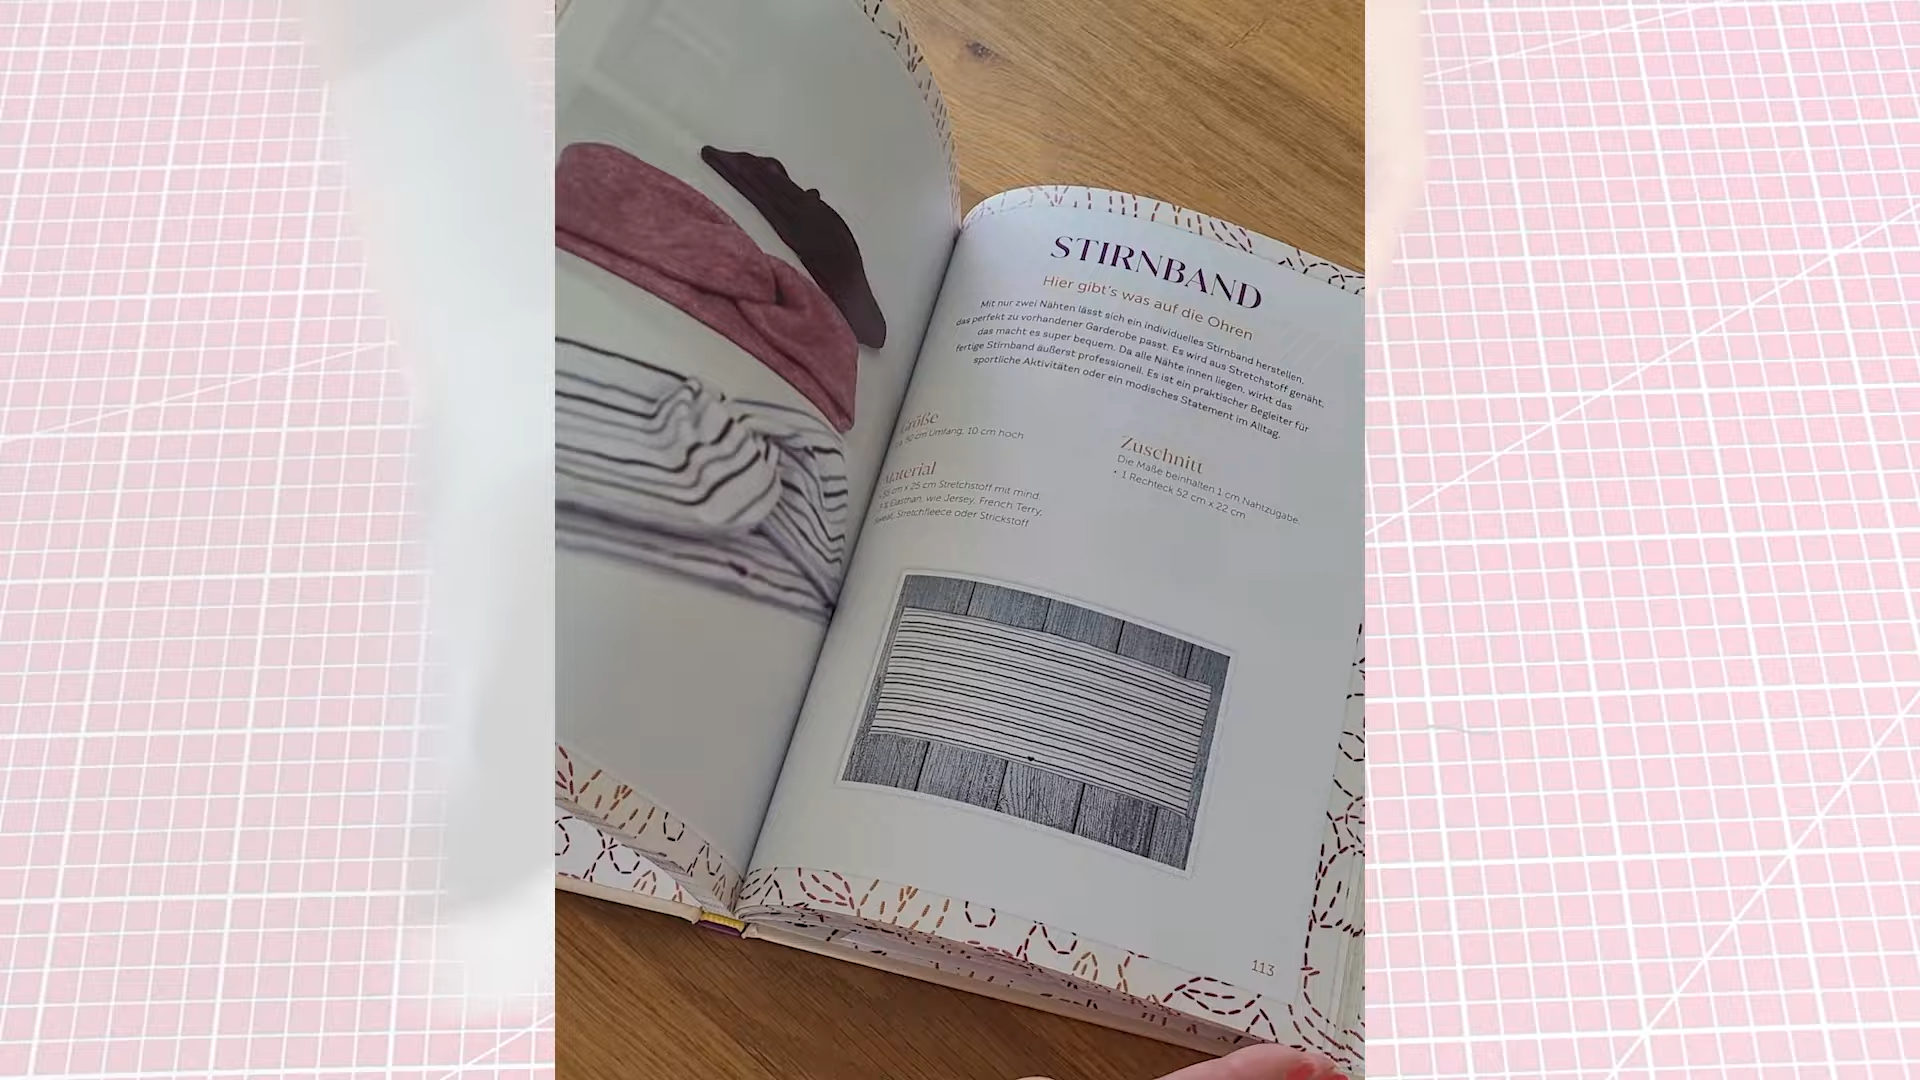 STIRNBAND
Hier gibt's was auf die Ohren
Mit nur zwei Nähten lässt sich ein individuelles Stirnband herstellen,
das perfekt zu vorhandener Garderobe passt. Es wird aus Stretchstoff genäht,
das macht es super bequem. Da alle Nähte innen liegen, wirkt das
fertige Stirnband äußerst professionell. Es ist ein praktischer Begleiter für
sportliche Aktivitäten oder ein modisches Statement im Alltag.
Größe
50 cm Umfang, 10 cm hoch
Material
55 cm x 25 cm Stretchstoff mit mind.
% Elasthan, wie Jersey, French Terry,
Sweat, Stretchfleece oder Strickstoff
Zuschnitt
Die Maße beinhalten 1 cm Nahtzugabe.
• 1 Rechteck 52 cm x 22 cm
113